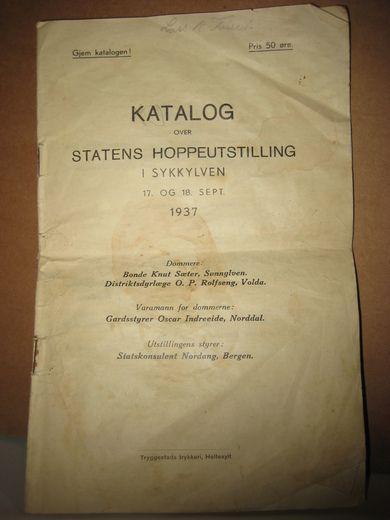 Gjem katalogen!
Pris 50 øre.
KATALOG
OVER
STATENS HOPPEUTSTILLING
I SYKKYLVEN
17. OG 18. SEPT.
1937
Dommere:
Bonde Knut Sæter, Sunnylven.
Distriktsdyrlæge O. P. Rolfseng, Volda.
Varamann for dommerne:
Gardsstyrer Oscar Indreeide, Norddal.
Utstillingens styrer:
Statskonsulent Nordang, Bergen.
Tryggestads trykkeri, Hellesylt